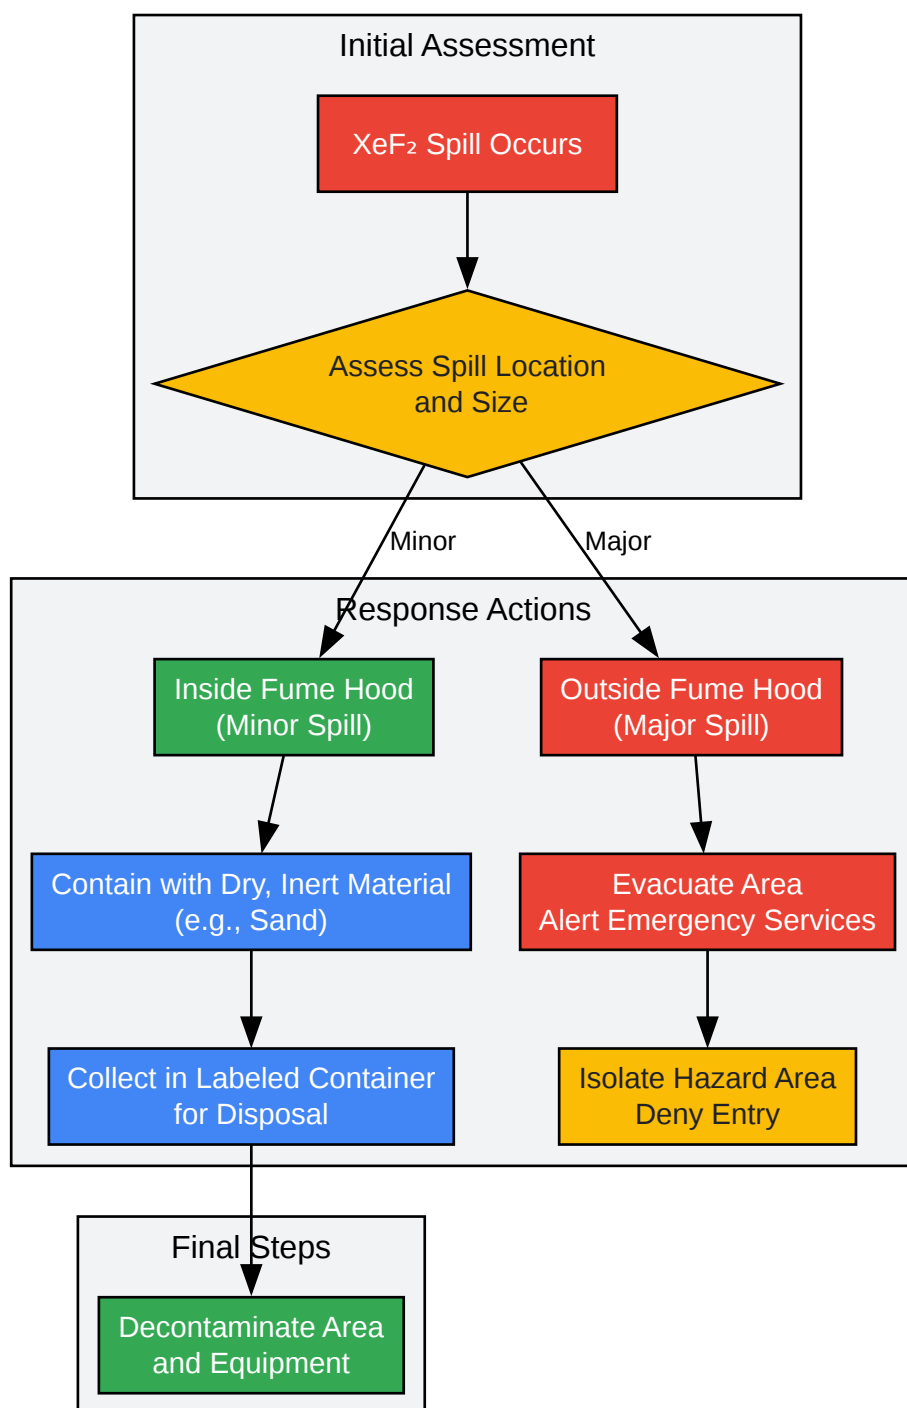 Initial Assessment
XeF₂ Spill Occurs
Assess Spill Location
and Size
Minor
Major
Response Actions
Inside Fume Hood
(Minor Spill)
Outside Fume Hood
(Major Spill)
Contain with Dry, Inert Material
(e.g., Sand)
Evacuate Area
Alert Emergency Services
Collect in Labeled Container
for Disposal
Isolate Hazard Area
Deny Entry
Final Steps
Decontaminate Area
and Equipment